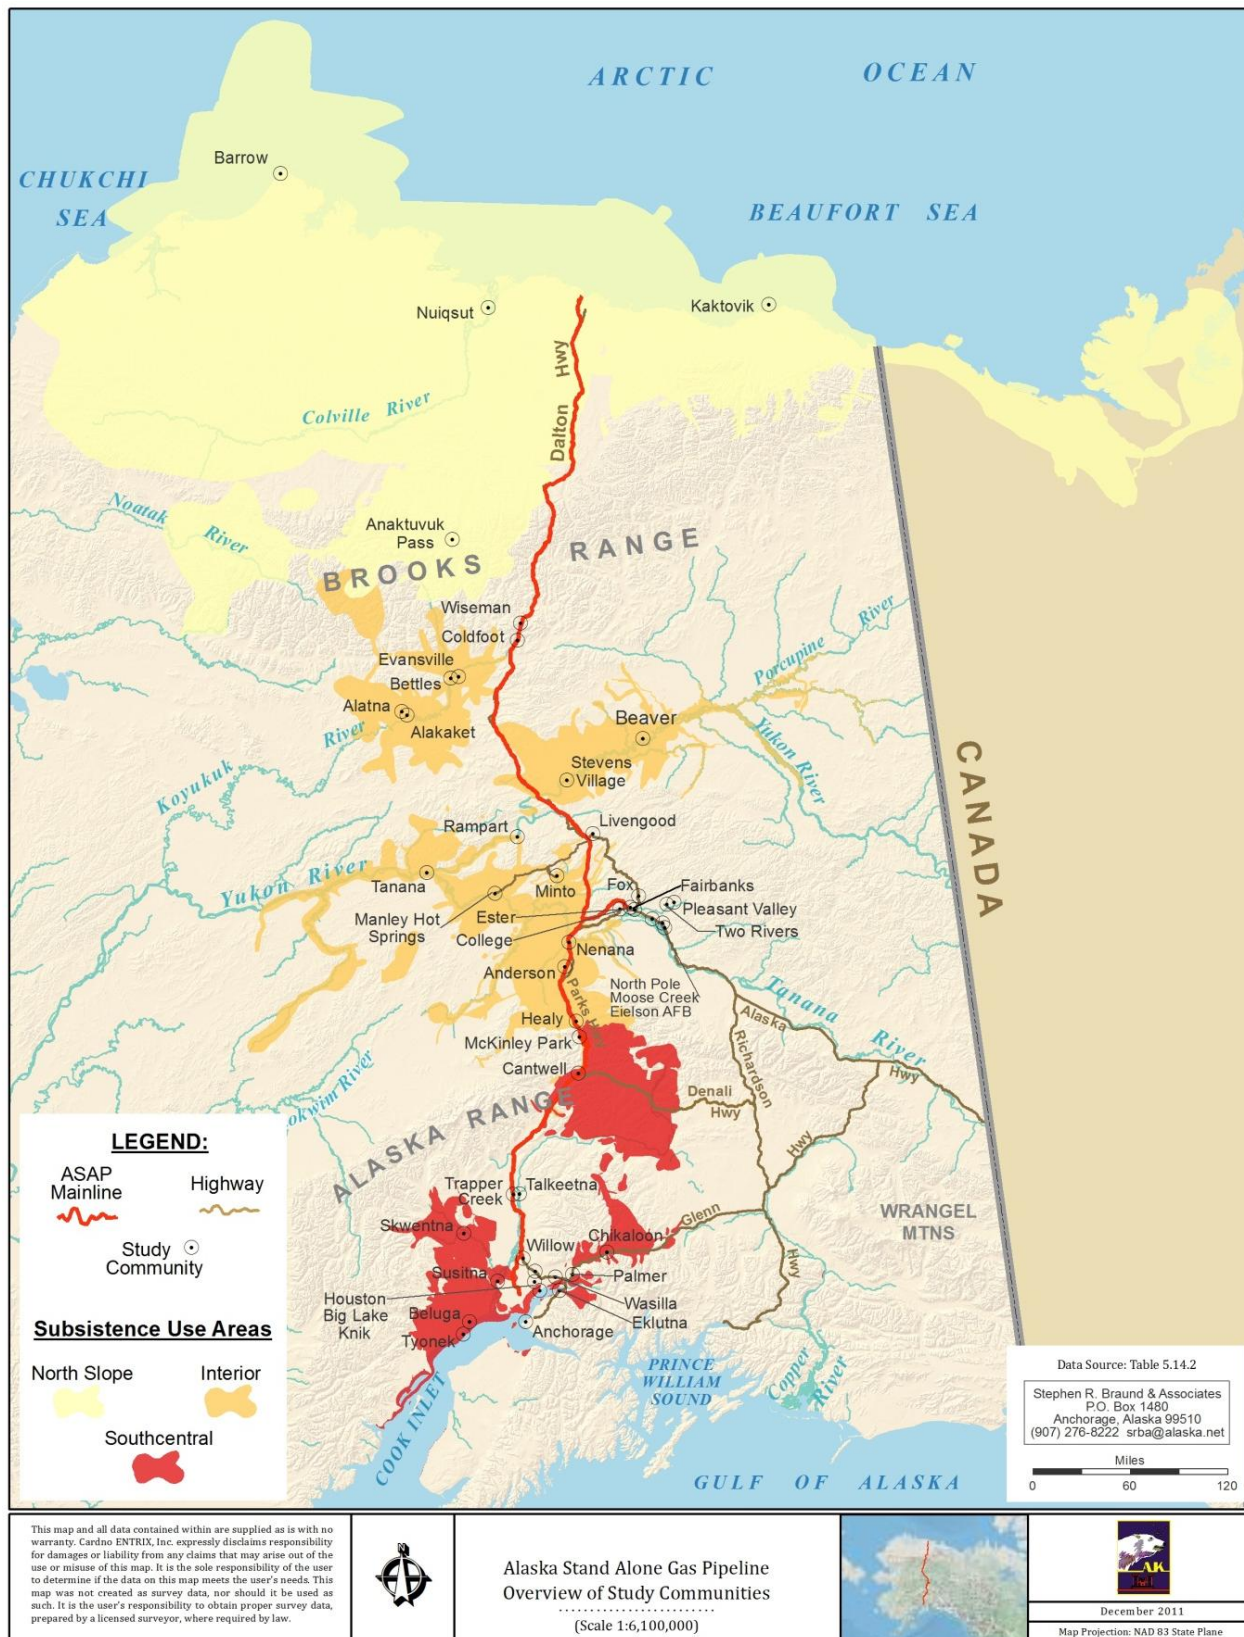 ARCTIC OCEAN
Barrow
CHUKCHI
SEA
BEAUFORT SEA
Nuiqsut
Kaktovik
Dalton Hwy
Colville River
Noatak River
Anaktuvuk
Pass
BROOKS RANGE
Wiseman
Coldfoot
Evansville
Bettles
Alatna
Alakaket
Koyukuk River
Porcupine River
Beaver
Yukon River
Stevens
Village
CANADA
Rampart
Livengood
Yukon River
Tanana
Minto
Fox
Fairbanks
Manley Hot
Springs
Ester
Pleasant Valley
College
Two Rivers
Nenana
Anderson
North Pole
Moose Creek
Eielson AFB
Parks Hwy
Tanana River
Healy
McKinley Park
Alaska Hwy
Richardson Hwy
Cantwell
Denali
Hwy
Hwy
okwim River
ALASKA RANGE
Trapper
Creek
Talkeetna
Skwentna
Chikaloon
Glenn
WRANGEL
MTNS
Willow
Susitna
Palmer
Houston
Big Lake
Knik
Wasilla
Eklutna
Beluga
Tyonek
Anchorage
PRINCE
WILLIAM
SOUND
Copper
River
COOK INLET
GULF OF ALASKA
LEGEND:
ASAP
Mainline
Highway
Study
Community
Subsistence Use Areas
North Slope
Interior
Southcentral
Data Source: Table 5.14.2
Stephen R. Braund & Associates
P.O. Box 1480
Anchorage, Alaska 99510
(907) 276-8222 srba@alaska.net
Miles
0 60 120
This map and all data contained within are supplied as is with no
warranty. Cardno ENTRIX, Inc. expressly disclaims responsibility
for damages or liability from any claims that may arise out of the
use or misuse of this map. It is the sole responsibility of the user
to determine if the data on this map meets the user's needs. This
map was not created as survey data, nor should it be used as
such. It is the user's responsibility to obtain proper survey data,
prepared by a licensed surveyor, where required by law.
Alaska Stand Alone Gas Pipeline
Overview of Study Communities
(Scale 1:6,100,000)
AK
December 2011
Map Projection: NAD 83 State Plane